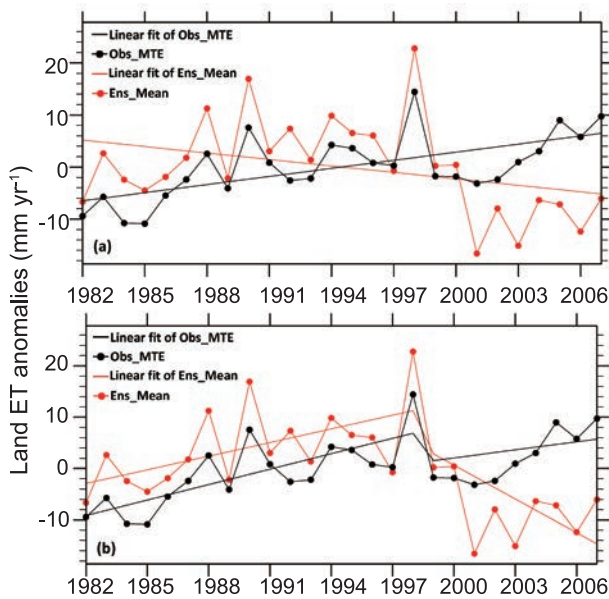 Land ET anomalies (mm yr⁻¹)
Linear fit of Obs_MTE
Obs_MTE
Linear fit of Ens_Mean
Ens_Mean
20
10
0
-10
(a)
1982 1985 1988 1991 1994 1997 2000 2003 2006
Linear fit of Obs_MTE
Obs_MTE
Linear fit of Ens_Mean
Ens_Mean
20
10
0
-10
(b)
1982 1985 1988 1991 1994 1997 2000 2003 2006